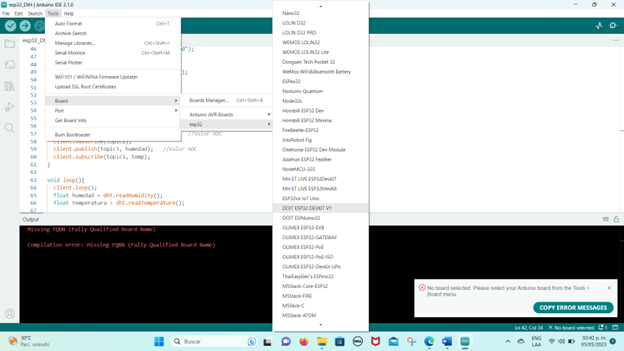 esp32_Dht | Arduino IDE 2.1.0
File Edit Sketch Tools Help
Auto Format Ctrl+T
Archive Sketch
Manage Libraries... Ctrl+Shift+I
Serial Monitor Ctrl+Shift+M
Serial Plotter
WiFi101 / WiFiNINA Firmware Updater
Upload SSL Root Certificates
Board
Port
Get Board Info
Burn Bootloader
Boards Manager... Ctrl+Shift+B
Arduino AVR Boards
esp32
Nano32
LOLIN D32
LOLIN D32 PRO
WEMOS LOLIN32
WEMOS LOLIN32 Lite
Dongsen Tech Pocket 32
WeMos WiFi&Bluetooth Battery
ESPea32
Noduino Quantum
Node32s
Hornbill ESP32 Dev
Hornbill ESP32 Minima
FireBeetle-ESP32
IntoRobot Fig
Onehorse ESP32 Dev Module
Adafruit ESP32 Feather
NodeMCU-32S
MH ET LIVE ESP32DevKIT
MH ET LIVE ESP32MiniKit
ESP32vn IoT Uno
DOIT ESP32 DEVKIT V1
DOIT ESPduino32
OLIMEX ESP32-EVB
OLIMEX ESP32-GATEWAY
OLIMEX ESP32-PoE
OLIMEX ESP32-PoE-ISO
OLIMEX ESP32-DevKit-LiPo
ThaiEasyElec's ESPino32
M5Stack-Core-ESP32
M5Stack-FIRE
M5Stick-C
M5Stack-ATOM
46
47
48
49
50
51
52
53
54
55
56
57 //Valor ADC
58
59 client.publish(topic3, humedad); //Valor ADC
60 client.subscribe(topic3, temp);
61 }
62
63 void loop(){
64 client.loop();
65 float humedad = dht.readHumidity();
66 float temperatura = dht.readTemperature();
67
Output
Missing FQBN (Fully Qualified Board Name)
Compilation error: Missing FQBN (Fully Qualified Board Name)
No board selected. Please select your Arduino board from the Tools > Board menu.
COPY ERROR MESSAGES
Ln 42, Col 34 × No board selected 1
30°C
Parc. soleado
Buscar
ENG
LAA
03:42 p. m.
05/05/2023